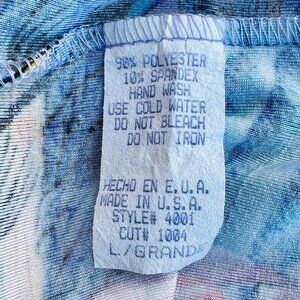 90% POLYESTER
10% SPANDEX
HAND WASH
USE COLD WATER
DO NOT BLEACH
DO NOT IRON
HECHO EN E.U.A.
MADE IN U.S.A.
STYLE# 4001
CUT# 1004
L/GRANDE